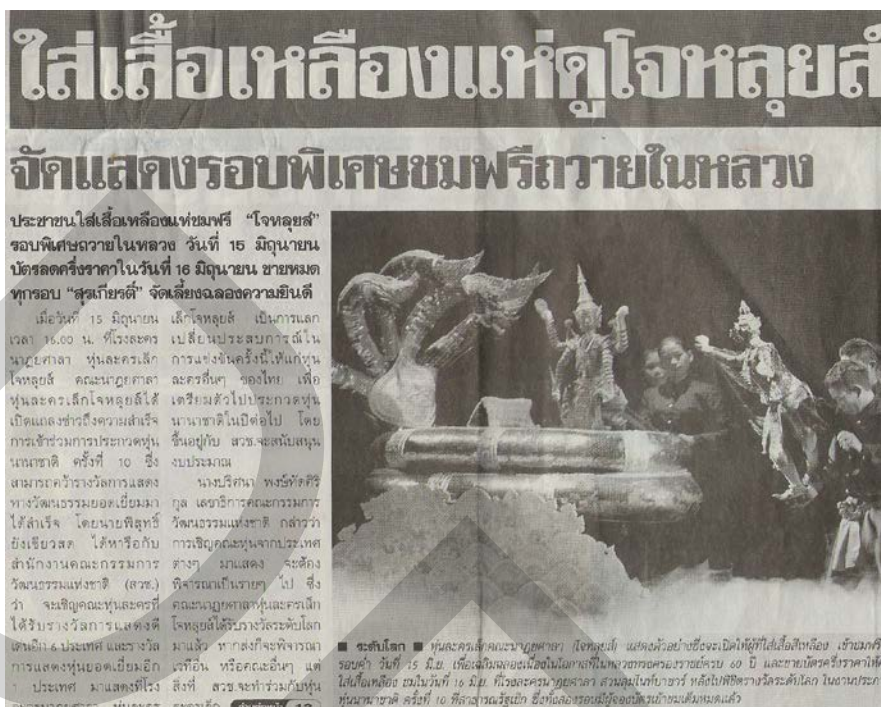 ใส่เสื้อเหลืองแห่ดูโจหลุยส์
จัดแสดงรอบพิเศษชมฟรีถวายในหลวง
ประชาชนใส่เสื้อเหลืองแห่ชมฟรี “โจหลุยส์”
รอบพิเศษถวายในหลวง วันที่ 15 มิถุนายน
บัตรลดครึ่งราคาในวันที่ 16 มิถุนายน ขายหมด
ทุกรอบ “สุรเกียรติ์” จัดเลี้ยงฉลองความยินดี
เมื่อวันที่ 15 มิถุนายน
เวลา 16.00 น. ที่โรงละคร
นาฏยศาลา หุ่นละครเล็ก
โจหลุยส์ คณะนาฏยศาลา
หุ่นละครเล็กโจหลุยส์ได้
เปิดแถลงข่าวถึงความสำเร็จ
การเข้าร่วมการประกวดหุ่น
นานาชาติ ครั้งที่ 10 ซึ่ง
สามารถคว้ารางวัลการแสดง
ทางวัฒนธรรมยอดเยี่ยมมา
ได้สำเร็จ โดยนายพิสุทธิ์
ยังเขียวสด ได้หารือกับ
สำนักงานคณะกรรมการ
วัฒนธรรมแห่งชาติ (สวช.)
ว่า จะเชิญคณะหุ่นละครที่
ได้รับรางวัลการแสดงดี
เด่นอีก 6 ประเทศ และรางวัล
การแสดงหุ่นยอดเยี่ยมอีก
1 ประเทศ มาแสดงที่โรง
ละครนาฏยศาลา หุ่นละคร
เล็กโจหลุยส์ เป็นการแลก
เปลี่ยนประสบการณ์ใน
การแข่งขันครั้งนี้ให้แก่หุ่น
ละครอื่นๆ ของไทย เพื่อ
เตรียมตัวไปประกวดหุ่น
นานาชาติในปีต่อไป โดย
ขึ้นอยู่กับ สวช.จะสนับสนุน
งบประมาณ
นางปริศนา พงษ์ทัดศิริ
กุล เลขาธิการคณะกรรมการ
วัฒนธรรมแห่งชาติ กล่าวว่า
การเชิญคณะหุ่นจากประเทศ
ต่างๆ มาแสดง จะต้อง
พิจารณาเป็นรายๆ ไป ซึ่ง
คณะนาฏยศาลาหุ่นละครเล็ก
โจหลุยส์ได้รับรางวัลระดับโลก
มาแล้ว หากส่งก็จะพิจารณา
เวทีอื่น หรือคณะอื่นๆ แต่
สิ่งที่ สวช.จะทำร่วมกับหุ่น
ละครเล็ก
■ ระดับโลก ■ หุ่นละครเล็กคณะนาฏยศาลา (โจหลุยส์) แสดงตัวอย่างซึ่งจะเปิดให้ผู้ที่ใส่เสื้อสีเหลือง เข้าชมฟรี
รอบค่ำ วันที่ 15 มิ.ย. เพื่อเฉลิมฉลองเนื่องในโอกาสที่ในหลวงทรงครองราชย์ครบ 60 ปี และขายบัตรครึ่งราคาให้
ใส่เสื้อเหลือง ชมในวันที่ 16 มิ.ย. ที่โรงละครนาฏยศาลา สวนลุมไนท์บาซาร์ หลังไปพิชิตรางวัลระดับโลก ในงานประก
หุ่นนานาชาติ ครั้งที่ 10 ที่สาธารณรัฐเช็ก ซึ่งทั้งสองรอบมีผู้จองบัตรเข้าชมเต็มหมดแล้ว